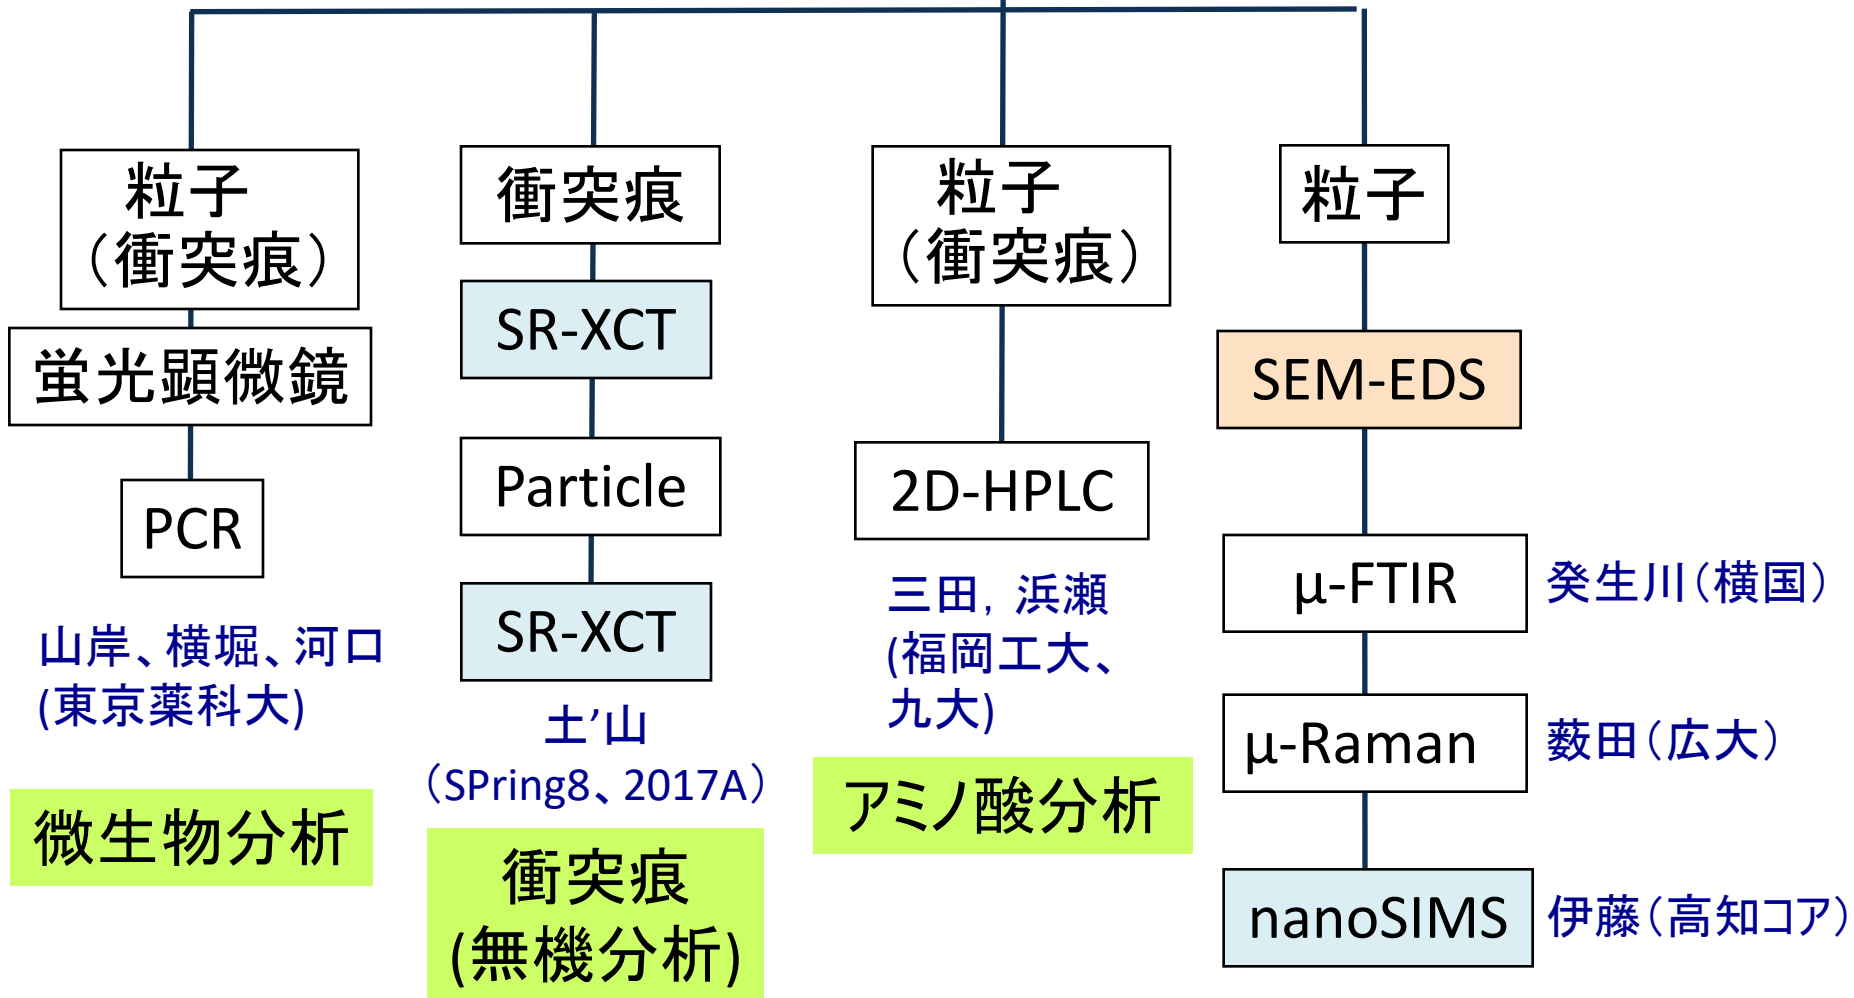 粒子
（衝突痕）
蛍光顕微鏡
PCR
山岸、横堀、河口
(東京薬科大)
微生物分析
衝突痕
SR-XCT
Particle
SR-XCT
土’山
（SPring8、2017A）
衝突痕
(無機分析)
粒子
（衝突痕）
2D-HPLC
三田，浜瀬
(福岡工大、
九大)
アミノ酸分析
粒子
SEM-EDS
μ-FTIR
癸生川（横国）
μ-Raman
薮田（広大）
nanoSIMS
伊藤（高知コア）